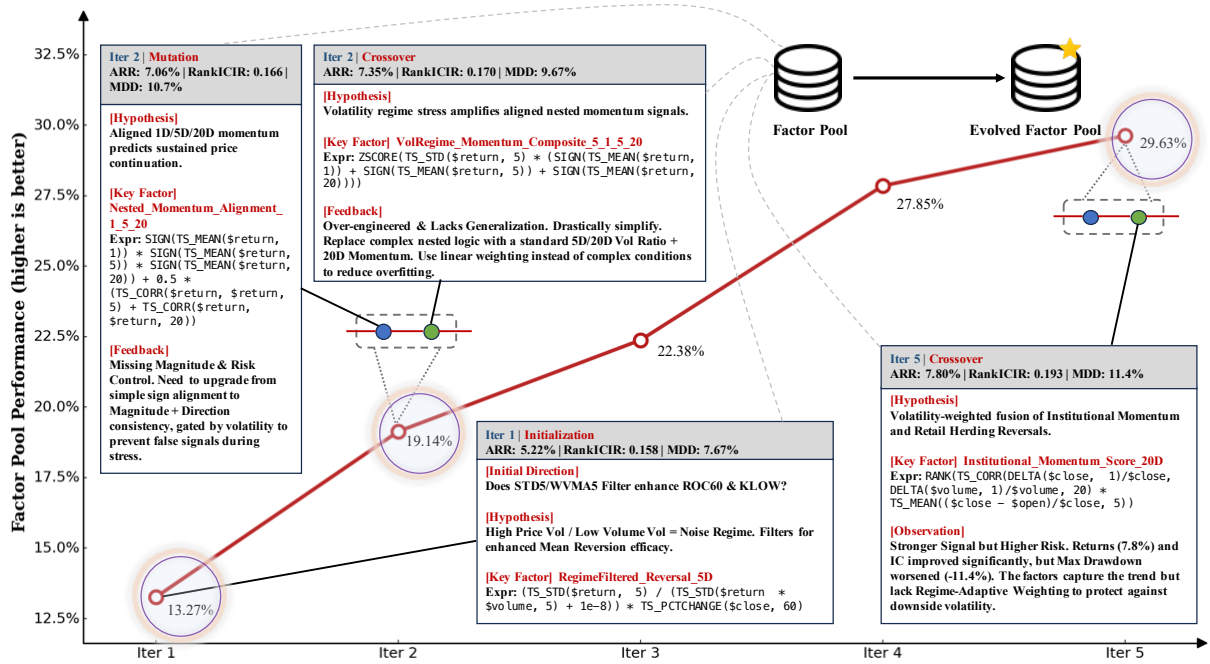 Factor Pool Performance (higher is better)
32.5%
30.0%
27.5%
25.0%
22.5%
20.0%
17.5%
15.0%
12.5%
Iter 2 | Mutation
ARR: 7.06% | RankICIR: 0.166 |
MDD: 10.7%
[Hypothesis]
Aligned 1D/5D/20D momentum
predicts sustained price
continuation.
[Key Factor]
Nested_Momentum_Alignment_
1_5_20
Expr: SIGN(TS_MEAN($return,
1)) * SIGN(TS_MEAN($return,
5)) * SIGN(TS_MEAN($return,
20)) + 0.5 *
(TS_CORR($return, $return,
5) + TS_CORR($return,
$return, 20))
[Feedback]
Missing Magnitude & Risk
Control. Need to upgrade from
simple sign alignment to
Magnitude + Direction
consistency, gated by volatility to
prevent false signals during
stress.
Iter 2 | Crossover
ARR: 7.35% | RankICIR: 0.170 | MDD: 9.67%
[Hypothesis]
Volatility regime stress amplifies aligned nested momentum signals.
[Key Factor] VolRegime_Momentum_Composite_5_1_5_20
Expr: ZSCORE(TS_STD($return, 5) * (SIGN(TS_MEAN($return,
1)) + SIGN(TS_MEAN($return, 5)) + SIGN(TS_MEAN($return,
20))))
[Feedback]
Over-engineered & Lacks Generalization. Drastically simplify.
Replace complex nested logic with a standard 5D/20D Vol Ratio +
20D Momentum. Use linear weighting instead of complex conditions
to reduce overfitting.
Factor Pool
Evolved Factor Pool
29.63%
27.85%
22.38%
19.14%
13.27%
Iter 1 | Initialization
ARR: 5.22% | RankICIR: 0.158 | MDD: 7.67%
[Initial Direction]
Does STD5/WVMA5 Filter enhance ROC60 & KLOW?
[Hypothesis]
High Price Vol / Low Volume Vol = Noise Regime. Filters for
enhanced Mean Reversion efficacy.
[Key Factor] RegimeFiltered_Reversal_5D
Expr: (TS_STD($return, 5) / (TS_STD($return *
$volume, 5) + 1e-8)) * TS_PCTCHANGE($close, 60)
Iter 5 | Crossover
ARR: 7.80% | RankICIR: 0.193 | MDD: 11.4%
[Hypothesis]
Volatility-weighted fusion of Institutional Momentum
and Retail Herding Reversals.
[Key Factor] Institutional_Momentum_Score_20D
Expr: RANK(TS_CORR(DELTA($close, 1)/$close,
DELTA($volume, 1)/$volume, 20) *
TS_MEAN(($close - $open)/$close, 5))
[Observation]
Stronger Signal but Higher Risk. Returns (7.8%) and
IC improved significantly, but Max Drawdown
worsened (-11.4%). The factors capture the trend but
lack Regime-Adaptive Weighting to protect against
downside volatility.
Iter 1
Iter 2
Iter 3
Iter 4
Iter 5